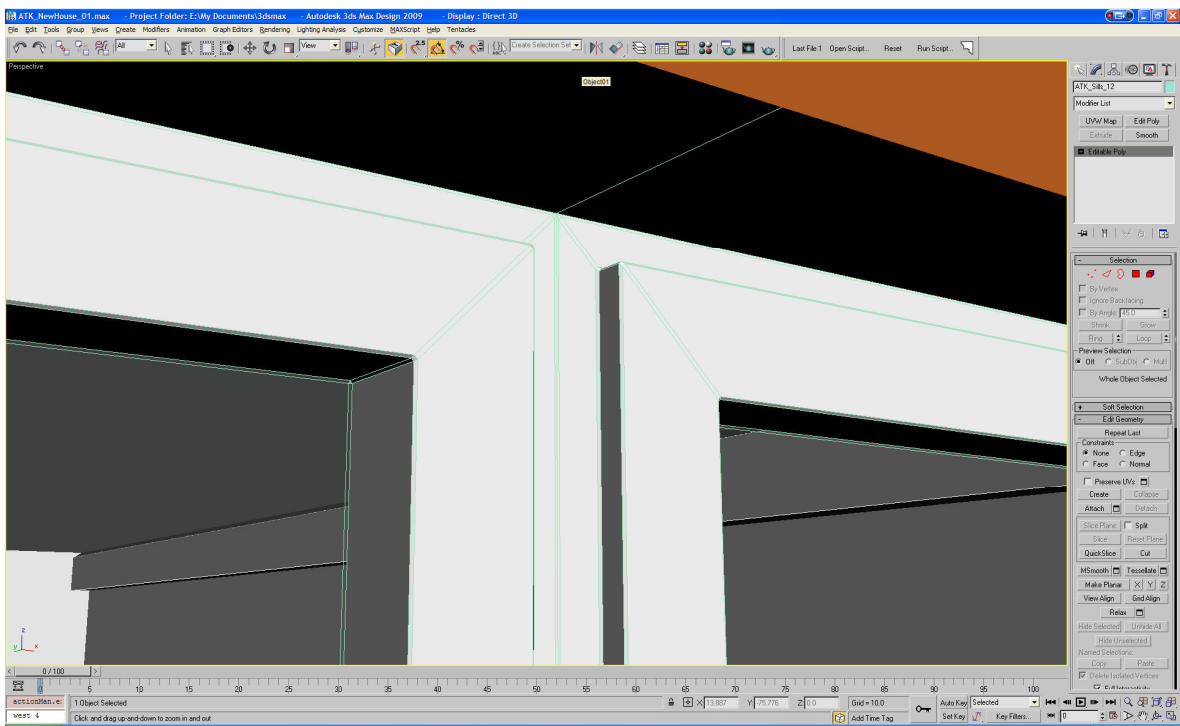 ATK_NewHouse_01.max - Project Folder: E:\My Documents\3dsmax - Autodesk 3ds Max Design 2009 - Display : Direct 3D
File Edit Tools Group Views Create Modifiers Animation Graph Editors Rendering Lighting Analysis Customize MAXScript Help Tentacles
All View 2.5 Create Selection Set Last File 1 Open Script... Reset Run Script...
Perspective
Object01
ATK_Sills_12
Modifier List
UVW Map Edit Poly
Extrude Smooth
Editable Poly
- Selection
By Vertex
Ignore Backfacing
By Angle: 45.0
Shrink Grow
Ring Loop
Preview Selection
Off SubObj Multi
Whole Object Selected
+ Soft Selection
- Edit Geometry
Repeat Last
Constraints
None Edge
Face Normal
Preserve UVs
Create Collapse
Attach Detach
Slice Plane Split
Slice Reset Plane
QuickSlice Cut
MSmooth Tessellate
Make Planar X Y Z
View Align Grid Align
Relax
Hide Selected Unhide All
Hide Unselected
Named Selections:
Copy Paste
Delete Isolated Vertices
Full Interactivity
z
y x
< 0 / 100 >
0 5 10 15 20 25 30 35 40 45 50 55 60 65 70 75 80 85 90 95 100
actionMan.e: 1 Object Selected X: 13.887 Y: -75.776 Z: 0.0 Grid = 10.0 Auto Key Selected
west 4 Click and drag up-and-down to zoom in and out Add Time Tag Set Key Key Filters... 0